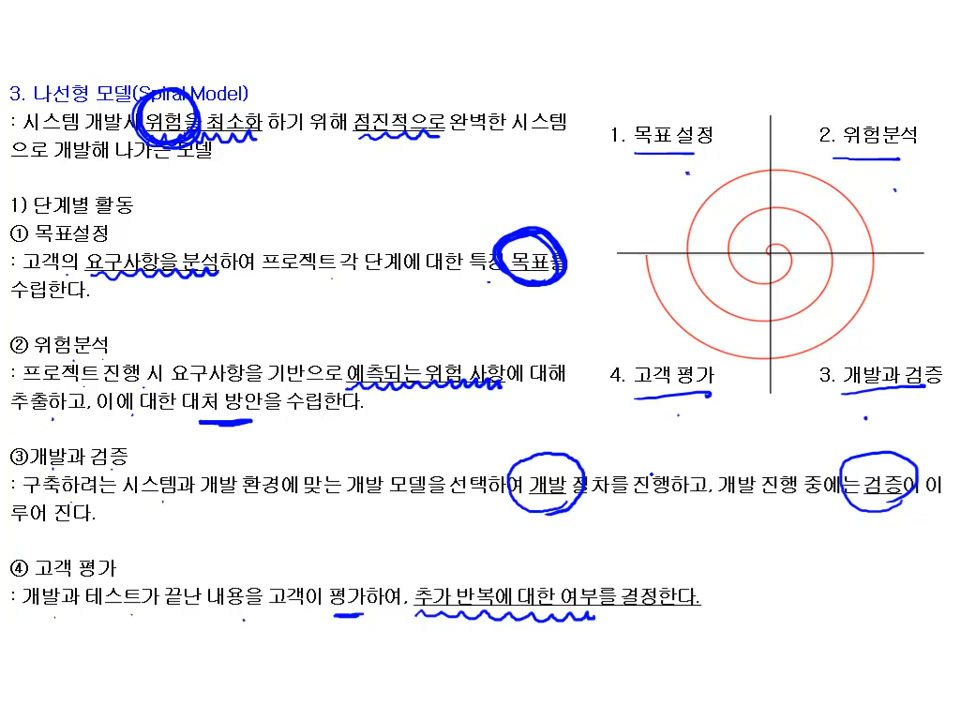 3. 나선형 모델(Spiral Model)
: 시스템 개발시 위험을 최소화 하기 위해 점진적으로 완벽한 시스템
으로 개발해 나가는 모델
1. 목표 설정
2. 위험분석
1) 단계별 활동
① 목표설정
: 고객의 요구사항을 분석하여 프로젝트 각 단계에 대한 특정 목표를
수립한다.
② 위험분석
: 프로젝트 진행 시 요구사항을 기반으로 예측되는 위험 사항에 대해
추출하고, 이에 대한 대처 방안을 수립한다.
4. 고객 평가
3. 개발과 검증
③개발과 검증
: 구축하려는 시스템과 개발 환경에 맞는 개발 모델을 선택하여 개발 절차를 진행하고, 개발 진행 중에는 검증이 이
루어 진다.
④ 고객 평가
: 개발과 테스트가 끝난 내용을 고객이 평가하여, 추가 반복에 대한 여부를 결정한다.